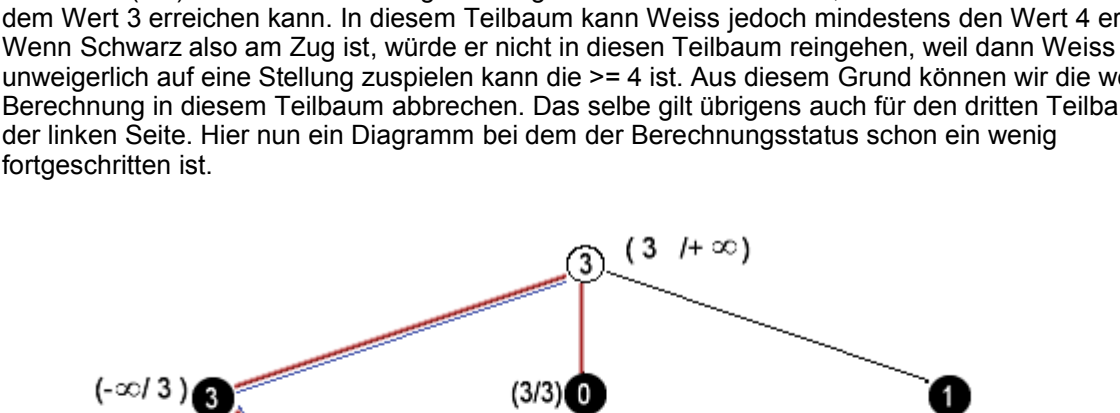 dem Wert 3 erreichen kann. In diesem Teilbaum kann Weiss jedoch mindestens den Wert 4
Wenn Schwarz also am Zug ist, würde er nicht in diesen Teilbaum reingehen, weil dann Weiss
unweigerlich auf eine Stellung zuspielen kann die >= 4 ist. Aus diesem Grund können wir die
Berechnung in diesem Teilbaum abbrechen. Das selbe gilt übrigens auch für den dritten
der linken Seite. Hier nun ein Diagramm bei dem der Berechnungsstatus schon ein wenig
fortgeschritten ist.
3 ( 3 /+ ∞)
(-∞/ 3 ) 3 (3/3) 0 1